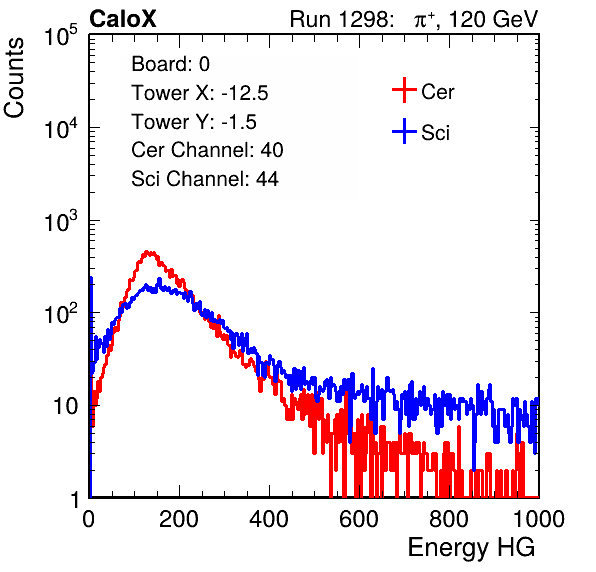 CaloX Run 1298: π⁺, 120 GeV
Counts
Board: 0
Tower X: -12.5
Tower Y: -1.5
Cer Channel: 40
Sci Channel: 44
Cer
Sci
10⁵
10⁴
10³
10²
10
1
0 200 400 600 800 1000
Energy HG